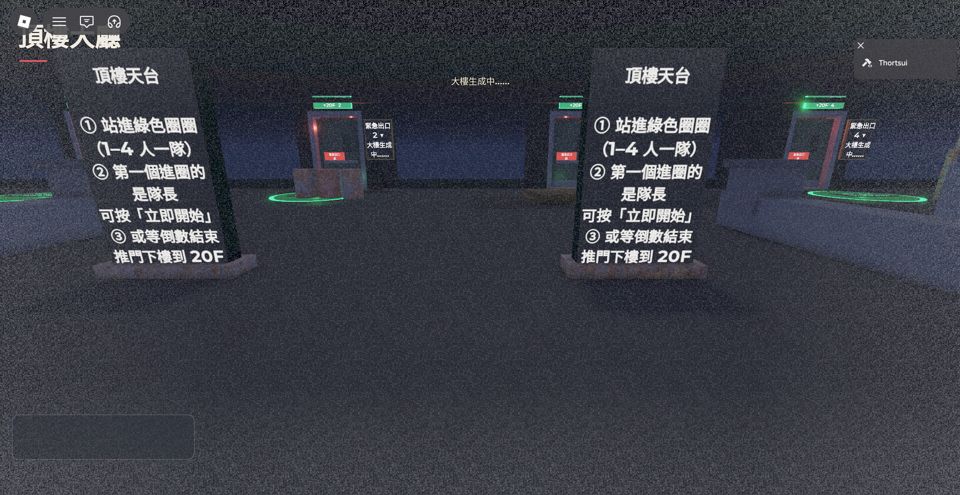 頂樓大廳
Thortsui
大樓生成中......
頂樓天台
① 站進綠色圈圈
（1–4 人一隊）
② 第一個進圈的
是隊長
可按「立即開始」
③ 或等倒數結束
推門下樓到 20F
+20F 2
緊急出口
2 ▼
大樓生成
中......
頂樓天台
① 站進綠色圈圈
（1–4 人一隊）
② 第一個進圈的
是隊長
可按「立即開始」
③ 或等倒數結束
推門下樓到 20F
+20F 4
緊急出口
4 ▼
大樓生成
中......